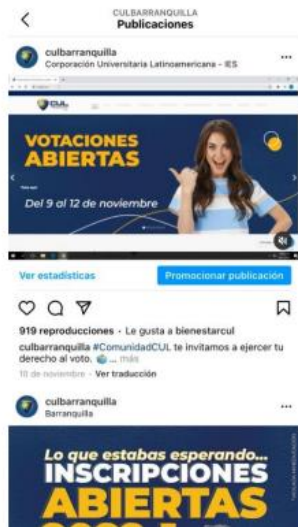 CULBARRANQUILLA
Publicaciones
culbarranquilla
Corporación Universitaria Latinoamericana - IES
CUL
VOTACIONES
ABIERTAS
Del 9 al 12 de noviembre
Ver estadísticas
Promocionar publicación
919 reproducciones · Le gusta a bienestarcul
culbarranquilla #ComunidadCUL te invitamos a ejercer tu
derecho al voto. ... más
10 de noviembre · Ver traducción
culbarranquilla
Barranquilla
Lo que estabas esperando...
INSCRIPCIONES
ABIERTAS